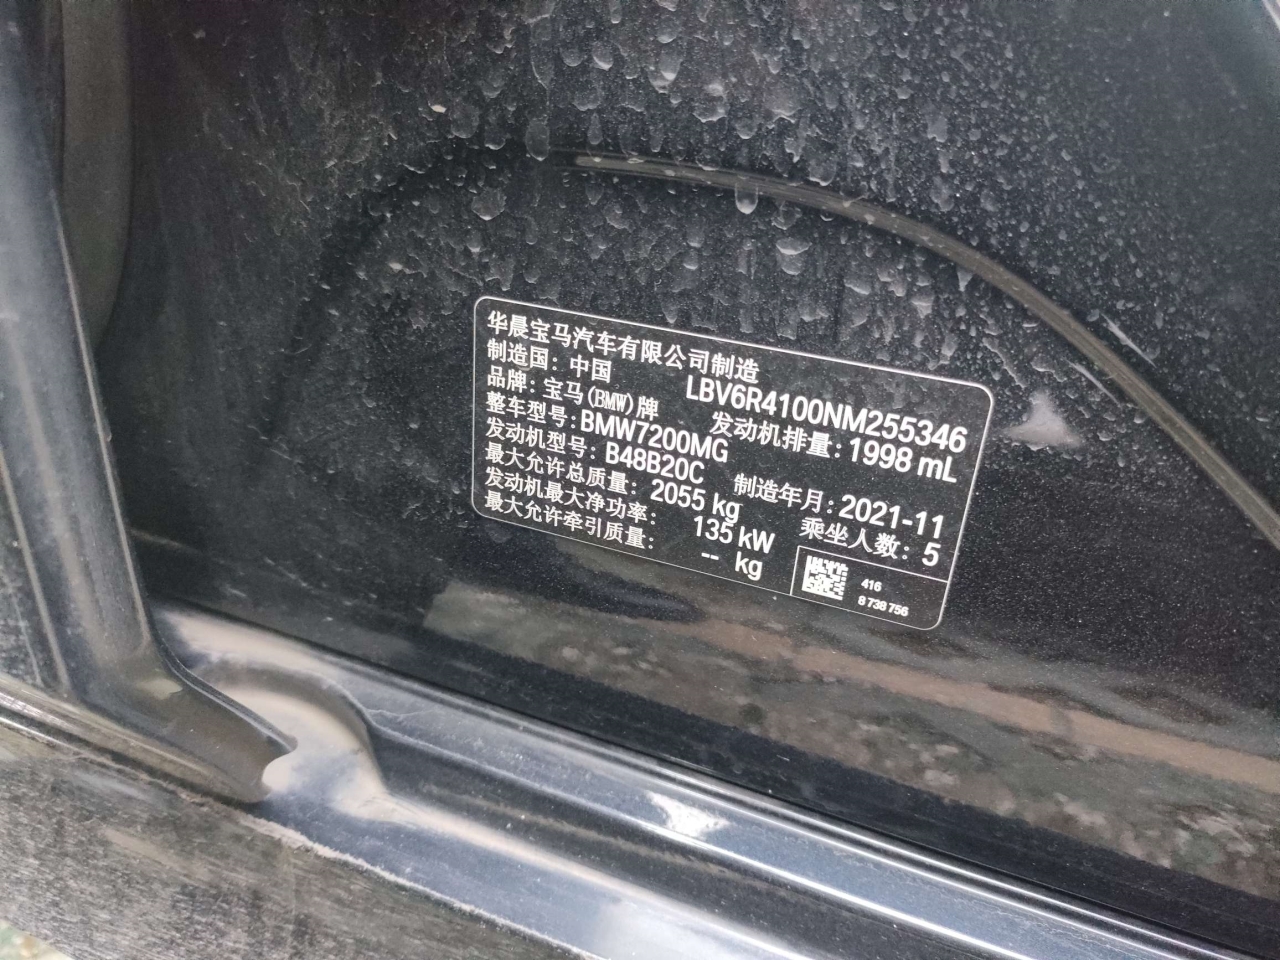 华晨宝马汽车有限公司制造
制造国: 中国 LBV6R4100NM255346
品牌: 宝马(BMW)牌 发动机排量: 1998 mL
整车型号: BMW7200MG
发动机型号: B48B20C 制造年月: 2021-11
最大允许总质量: 2055 kg 乘坐人数: 5
发动机最大净功率: 135 kW
最大允许牵引质量: -- kg
416
8 738 756